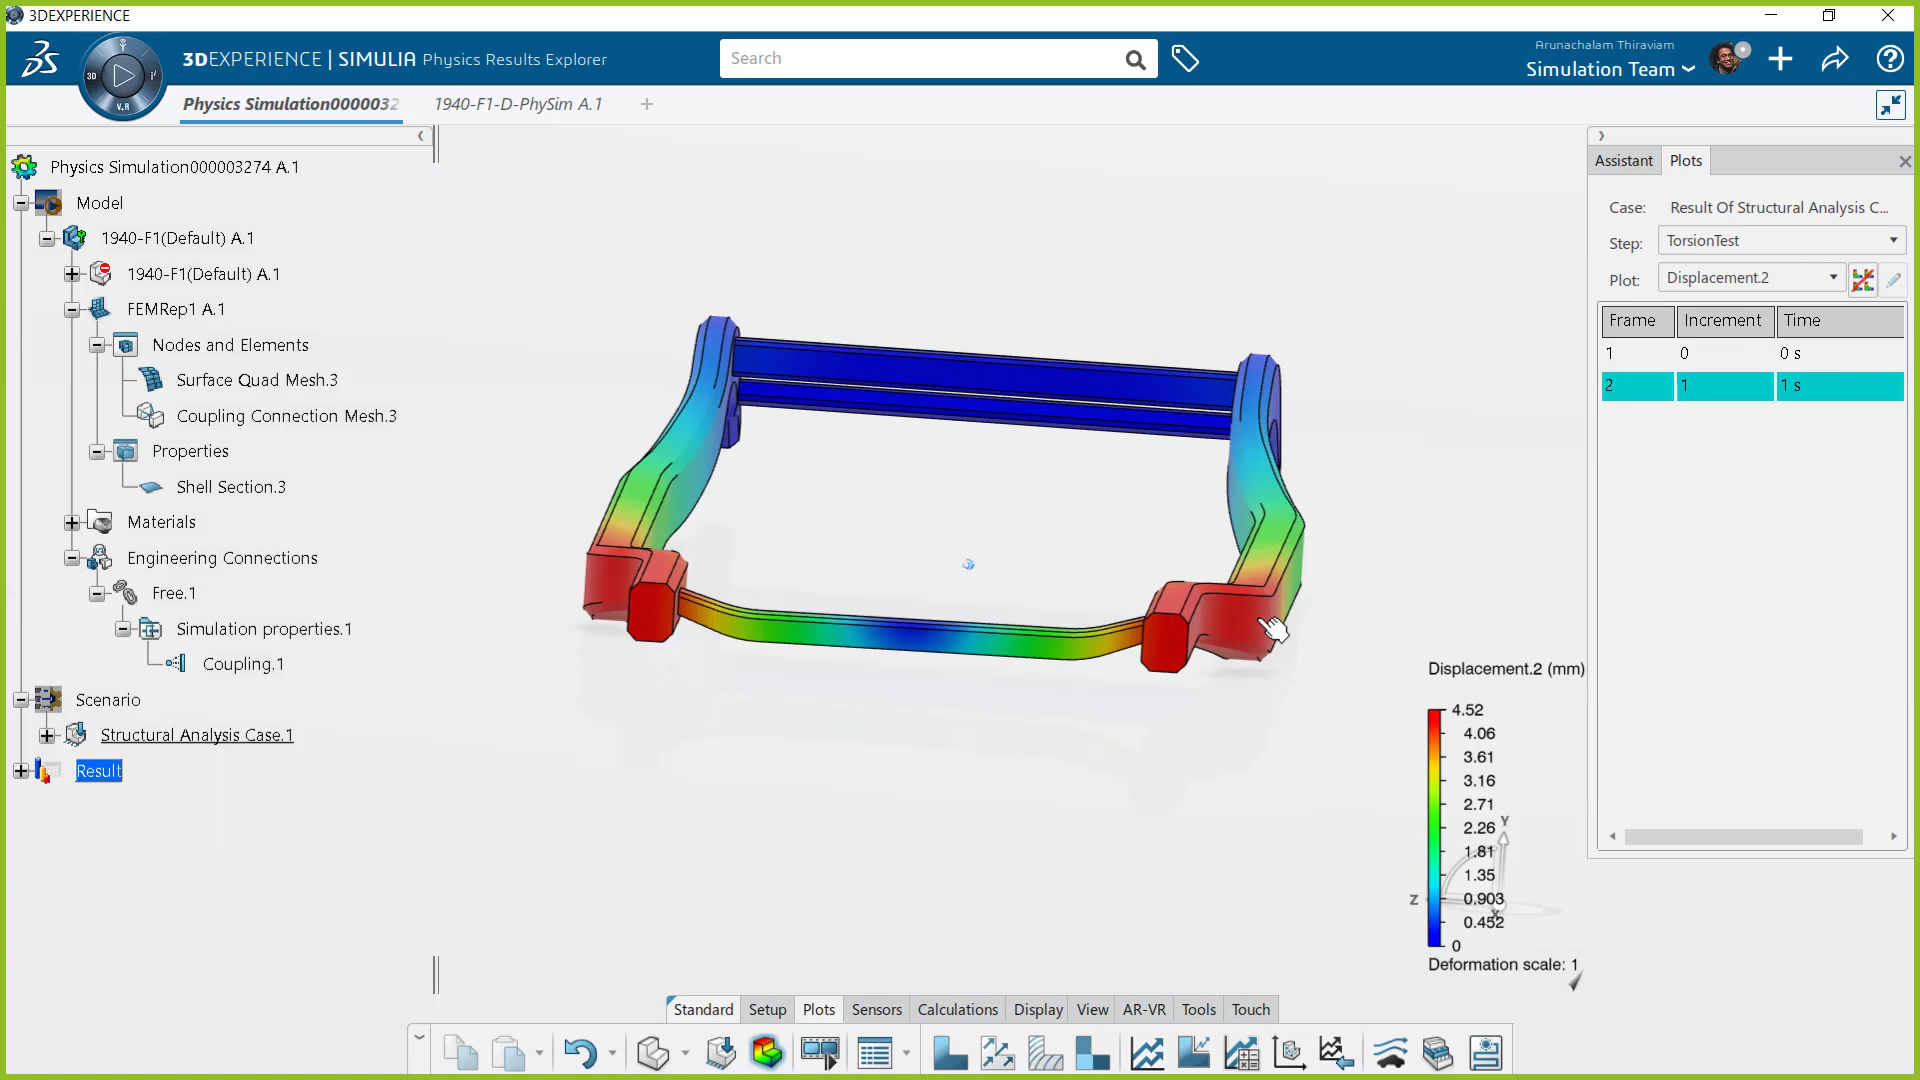 3DEXPERIENCE
3DEXPERIENCE | SIMULIA Physics Results Explorer
Search
Arunachalam Thiraviam
Simulation Team
3D
V.R
Physics Simulation0000032
1940-F1-D-PhySim A.1
Physics Simulation000003274 A.1
Model
1940-F1(Default) A.1
1940-F1(Default) A.1
FEMRep1 A.1
Nodes and Elements
Surface Quad Mesh.3
Coupling Connection Mesh.3
Properties
Shell Section.3
Materials
Engineering Connections
Free.1
Simulation properties.1
Coupling.1
Scenario
Structural Analysis Case.1
Result
Assistant
Plots
Case: Result Of Structural Analysis C...
Step: TorsionTest
Plot: Displacement.2
Frame Increment Time
1 0 0 s
2 1 1 s
Displacement.2 (mm)
4.52
4.06
3.61
3.16
2.71
2.26
1.81
1.35
0.903
0.452
0
Y
Z
X
Deformation scale: 1
Standard Setup Plots Sensors Calculations Display View AR-VR Tools Touch